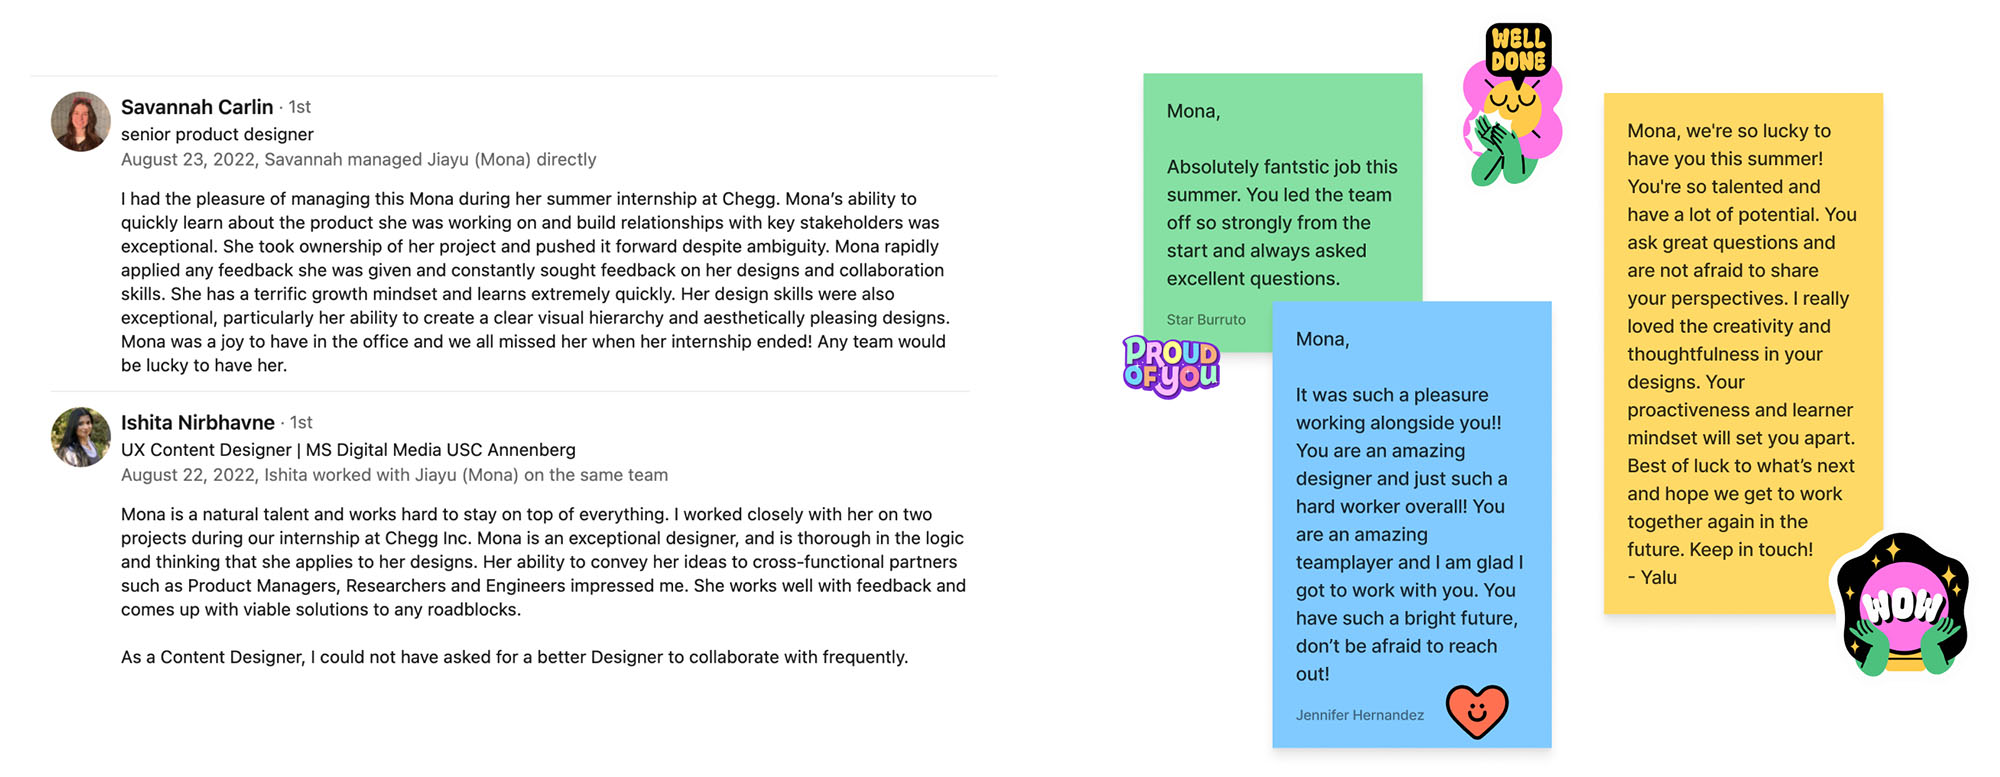 Savannah Carlin · 1st
senior product designer
August 23, 2022, Savannah managed Jiayu (Mona) directly
I had the pleasure of managing this Mona during her summer internship at Chegg. Mona’s ability to
quickly learn about the product she was working on and build relationships with key stakeholders was
exceptional. She took ownership of her project and pushed it forward despite ambiguity. Mona rapidly
applied any feedback she was given and constantly sought feedback on her designs and collaboration
skills. She has a terrific growth mindset and learns extremely quickly. Her design skills were also
exceptional, particularly her ability to create a clear visual hierarchy and aesthetically pleasing designs.
Mona was a joy to have in the office and we all missed her when her internship ended! Any team would
be lucky to have her.
Ishita Nirbhavne · 1st
UX Content Designer | MS Digital Media USC Annenberg
August 22, 2022, Ishita worked with Jiayu (Mona) on the same team
Mona is a natural talent and works hard to stay on top of everything. I worked closely with her on two
projects during our internship at Chegg Inc. Mona is an exceptional designer, and is thorough in the logic
and thinking that she applies to her designs. Her ability to convey her ideas to cross-functional partners
such as Product Managers, Researchers and Engineers impressed me. She works well with feedback and
comes up with viable solutions to any roadblocks.
As a Content Designer, I could not have asked for a better Designer to collaborate with frequently.
Mona,
Absolutely fantstic job this
summer. You led the team
off so strongly from the
start and always asked
excellent questions.
Star Burruto
WELL
DONE
PROUD
OF YOU
Mona,
It was such a pleasure
working alongside you!!
You are an amazing
designer and just such a
hard worker overall! You
are an amazing
teamplayer and I am glad I
got to work with you. You
have such a bright future,
don’t be afraid to reach
out!
Jennifer Hernandez
Mona, we're so lucky to
have you this summer!
You're so talented and
have a lot of potential. You
ask great questions and
are not afraid to share
your perspectives. I really
loved the creativity and
thoughtfulness in your
designs. Your
proactiveness and learner
mindset will set you apart.
Best of luck to what’s next
and hope we get to work
together again in the
future. Keep in touch!
- Yalu
WOW